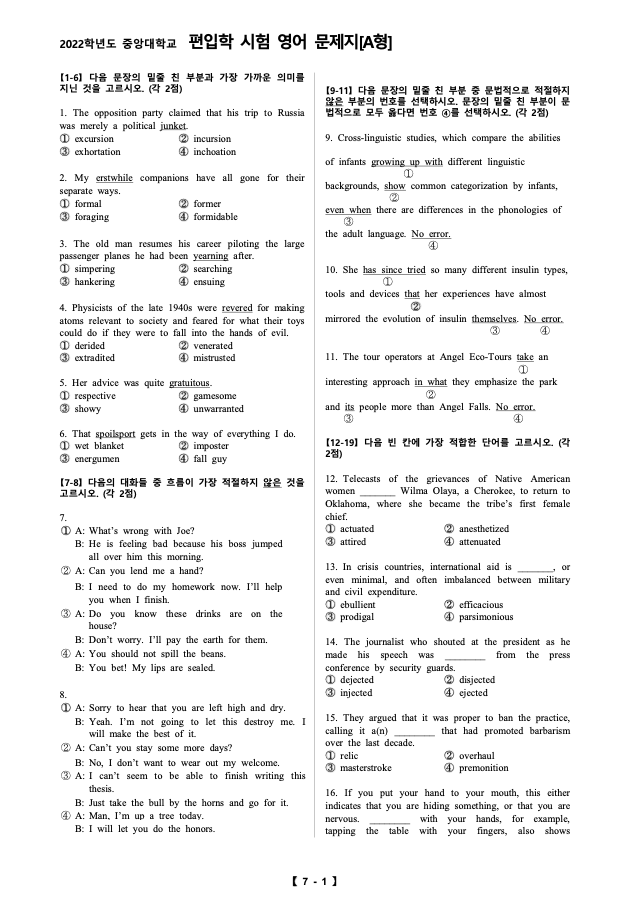 2022학년도 중앙대학교 편입학 시험 영어 문제지[A형]
【1-6】 다음 문장의 밑줄 친 부분과 가장 가까운 의미를
지닌 것을 고르시오. (각 2점)
1. The opposition party claimed that his trip to Russia
was merely a political junket.
① excursion ② incursion
③ exhortation ④ inchoation
2. My erstwhile companions have all gone for their
separate ways.
① formal ② former
③ foraging ④ formidable
3. The old man resumes his career piloting the large
passenger planes he had been yearning after.
① simpering ② searching
③ hankering ④ ensuing
4. Physicists of the late 1940s were revered for making
atoms relevant to society and feared for what their toys
could do if they were to fall into the hands of evil.
① derided ② venerated
③ extradited ④ mistrusted
5. Her advice was quite gratuitous.
① respective ② gamesome
③ showy ④ unwarranted
6. That spoilsport gets in the way of everything I do.
① wet blanket ② imposter
③ energumen ④ fall guy
【7-8】 다음의 대화들 중 흐름이 가장 적절하지 않은 것을
고르시오. (각 2점)
7.
① A: What's wrong with Joe?
B: He is feeling bad because his boss jumped
all over him this morning.
② A: Can you lend me a hand?
B: I need to do my homework now. I'll help
you when I finish.
③ A: Do you know these drinks are on the
house?
B: Don't worry. I'll pay the earth for them.
④ A: You should not spill the beans.
B: You bet! My lips are sealed.
8.
① A: Sorry to hear that you are left high and dry.
B: Yeah. I'm not going to let this destroy me. I
will make the best of it.
② A: Can't you stay some more days?
B: No, I don't want to wear out my welcome.
③ A: I can't seem to be able to finish writing this
thesis.
B: Just take the bull by the horns and go for it.
④ A: Man, I'm up a tree today.
B: I will let you do the honors.
【9-11】 다음 문장의 밑줄 친 부분 중 문법적으로 적절하지
않은 부분의 번호를 선택하시오. 문장의 밑줄 친 부분이 문
법적으로 모두 옳다면 번호 ④를 선택하시오. (각 2점)
9. Cross-linguistic studies, which compare the abilities
of infants growing up with different linguistic
①
backgrounds, show common categorization by infants,
②
even when there are differences in the phonologies of
③
the adult language. No error.
④
10. She has since tried so many different insulin types,
①
tools and devices that her experiences have almost
②
mirrored the evolution of insulin themselves. No error.
③ ④
11. The tour operators at Angel Eco-Tours take an
①
interesting approach in what they emphasize the park
②
and its people more than Angel Falls. No error.
③ ④
【12-19】 다음 빈 칸에 가장 적합한 단어를 고르시오. (각
2점)
12. Telecasts of the grievances of Native American
women _______ Wilma Olaya, a Cherokee, to return to
Oklahoma, where she became the tribe's first female
chief.
① actuated ② anesthetized
③ attired ④ attenuated
13. In crisis countries, international aid is _______, or
even minimal, and often imbalanced between military
and civil expenditure.
① ebullient ② efficacious
③ prodigal ④ parsimonious
14. The journalist who shouted at the president as he
made his speech was ________ from the press
conference by security guards.
① dejected ② disjected
③ injected ④ ejected
15. They argued that it was proper to ban the practice,
calling it a(n) ________ that had promoted barbarism
over the last decade.
① relic ② overhaul
③ masterstroke ④ premonition
16. If you put your hand to your mouth, this either
indicates that you are hiding something, or that you are
nervous. ________ with your hands, for example,
tapping the table with your fingers, also shows
【 7 - 1 】